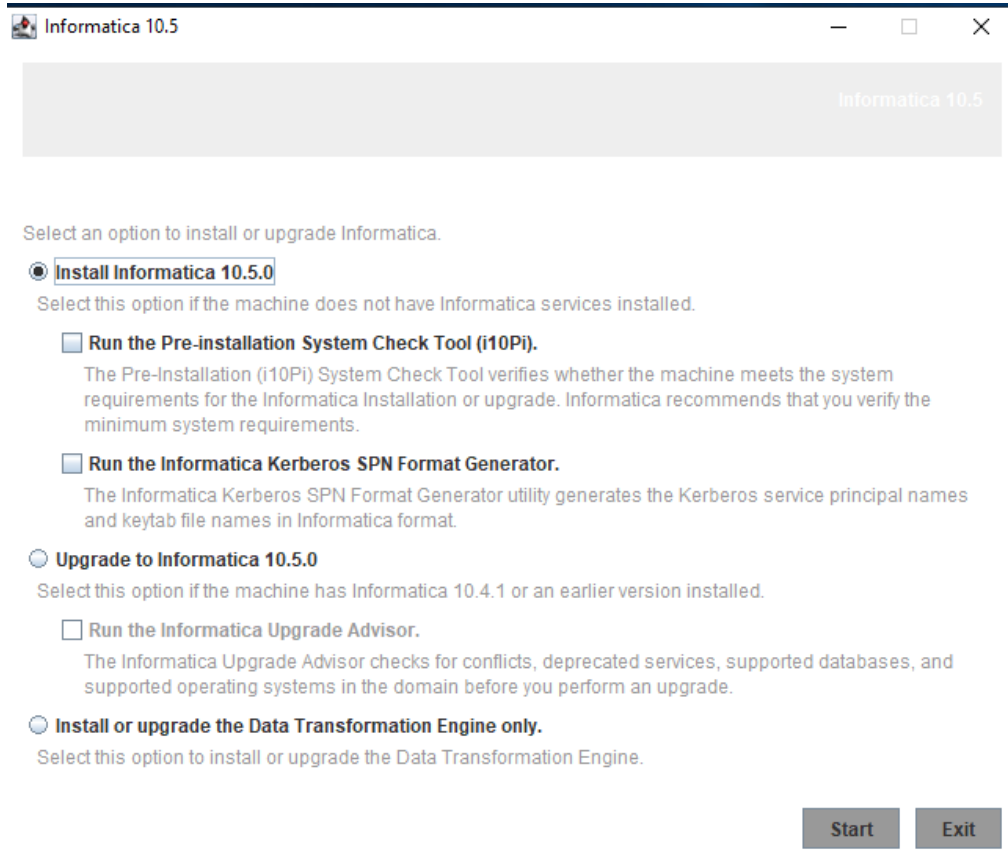 Informatica 10.5
Informatica 10.5
Select an option to install or upgrade Informatica.
Install Informatica 10.5.0
Select this option if the machine does not have Informatica services installed.
Run the Pre-installation System Check Tool (i10Pi).
The Pre-Installation (i10Pi) System Check Tool verifies whether the machine meets the system
requirements for the Informatica Installation or upgrade. Informatica recommends that you verify the
minimum system requirements.
Run the Informatica Kerberos SPN Format Generator.
The Informatica Kerberos SPN Format Generator utility generates the Kerberos service principal names
and keytab file names in Informatica format.
Upgrade to Informatica 10.5.0
Select this option if the machine has Informatica 10.4.1 or an earlier version installed.
Run the Informatica Upgrade Advisor.
The Informatica Upgrade Advisor checks for conflicts, deprecated services, supported databases, and
supported operating systems in the domain before you perform an upgrade.
Install or upgrade the Data Transformation Engine only.
Select this option to install or upgrade the Data Transformation Engine.
Start Exit